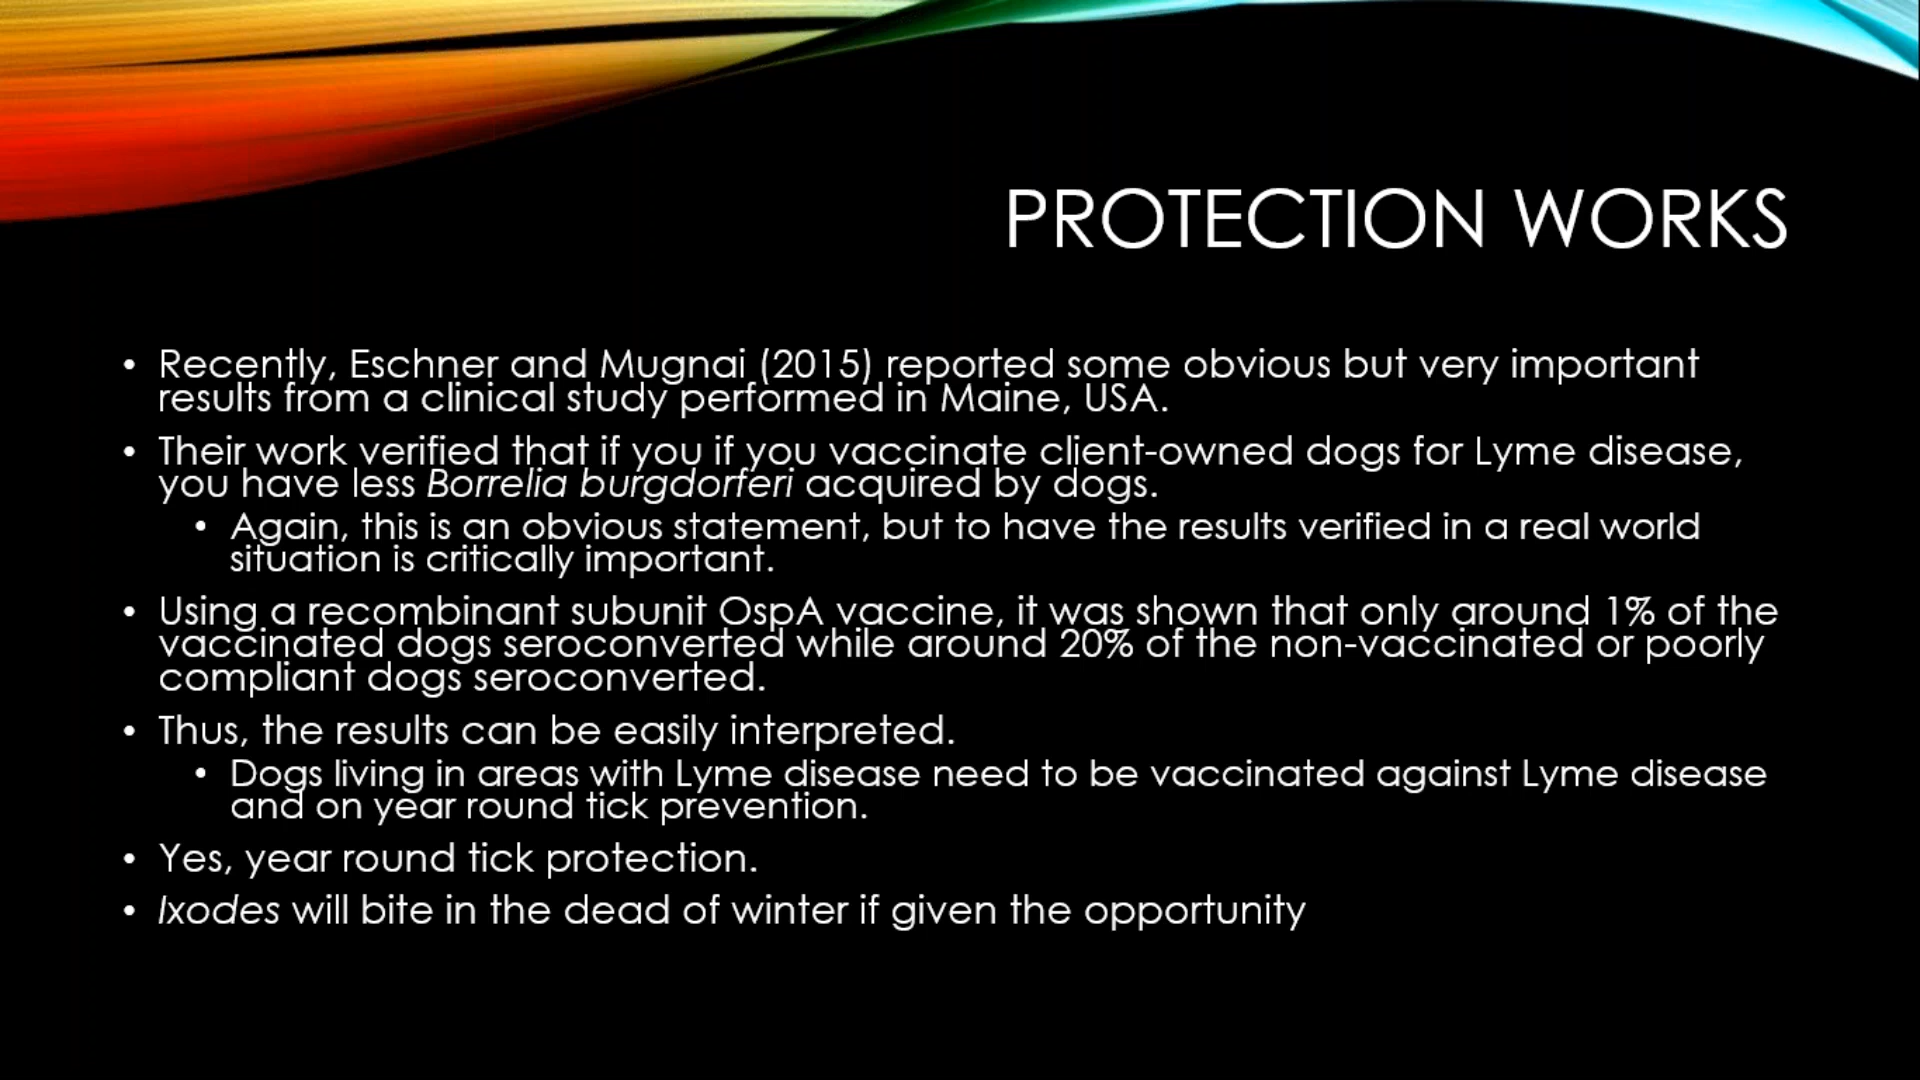 PROTECTION WORKS
• Recently, Eschner and Mugnai (2015) reported some obvious but very important
results from a clinical study performed in Maine, USA.
• Their work verified that if you if you vaccinate client-owned dogs for Lyme disease,
you have less Borrelia burgdorferi acquired by dogs.
• Again, this is an obvious statement, but to have the results verified in a real world
situation is critically important.
• Using a recombinant subunit OspA vaccine, it was shown that only around 1% of the
vaccinated dogs seroconverted while around 20% of the non-vaccinated or poorly
compliant dogs seroconverted.
• Thus, the results can be easily interpreted.
• Dogs living in areas with Lyme disease need to be vaccinated against Lyme disease
and on year round tick prevention.
• Yes, year round tick protection.
• Ixodes will bite in the dead of winter if given the opportunity